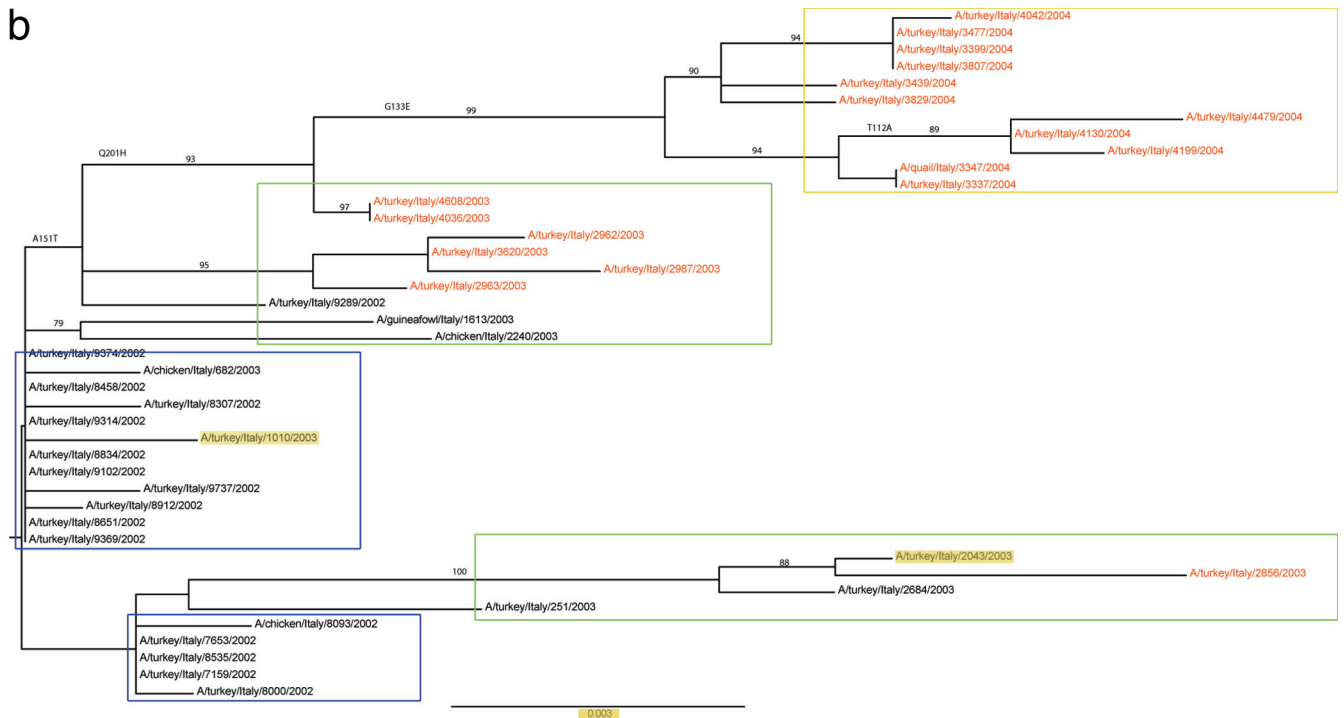 b
A/turkey/Italy/4042/2004
A/turkey/Italy/3477/2004
94
A/turkey/Italy/3399/2004
A/turkey/Italy/3807/2004
90
A/turkey/Italy/3439/2004
A/turkey/Italy/3829/2004
G133E
99
A/turkey/Italy/4479/2004
T112A
89
A/turkey/Italy/4130/2004
94
A/turkey/Italy/4199/2004
Q201H
93
A/quail/Italy/3347/2004
A/turkey/Italy/3337/2004
A/turkey/Italy/4608/2003
97
A/turkey/Italy/4036/2003
A151T
A/turkey/Italy/2962/2003
A/turkey/Italy/3620/2003
95
A/turkey/Italy/2987/2003
A/turkey/Italy/2963/2003
A/turkey/Italy/9289/2002
A/guineafowl/Italy/1613/2003
79
A/chicken/Italy/2240/2003
A/turkey/Italy/9374/2002
A/chicken/Italy/682/2003
A/turkey/Italy/8458/2002
A/turkey/Italy/8307/2002
A/turkey/Italy/9314/2002
A/turkey/Italy/1010/2003
A/turkey/Italy/8834/2002
A/turkey/Italy/9102/2002
A/turkey/Italy/9737/2002
A/turkey/Italy/8912/2002
A/turkey/Italy/8651/2002
A/turkey/Italy/9369/2002
A/turkey/Italy/2043/2003
88
100
A/turkey/Italy/2856/2003
A/turkey/Italy/2684/2003
A/turkey/Italy/251/2003
A/chicken/Italy/8093/2002
A/turkey/Italy/7653/2002
A/turkey/Italy/8535/2002
A/turkey/Italy/7159/2002
A/turkey/Italy/8000/2002
0.003